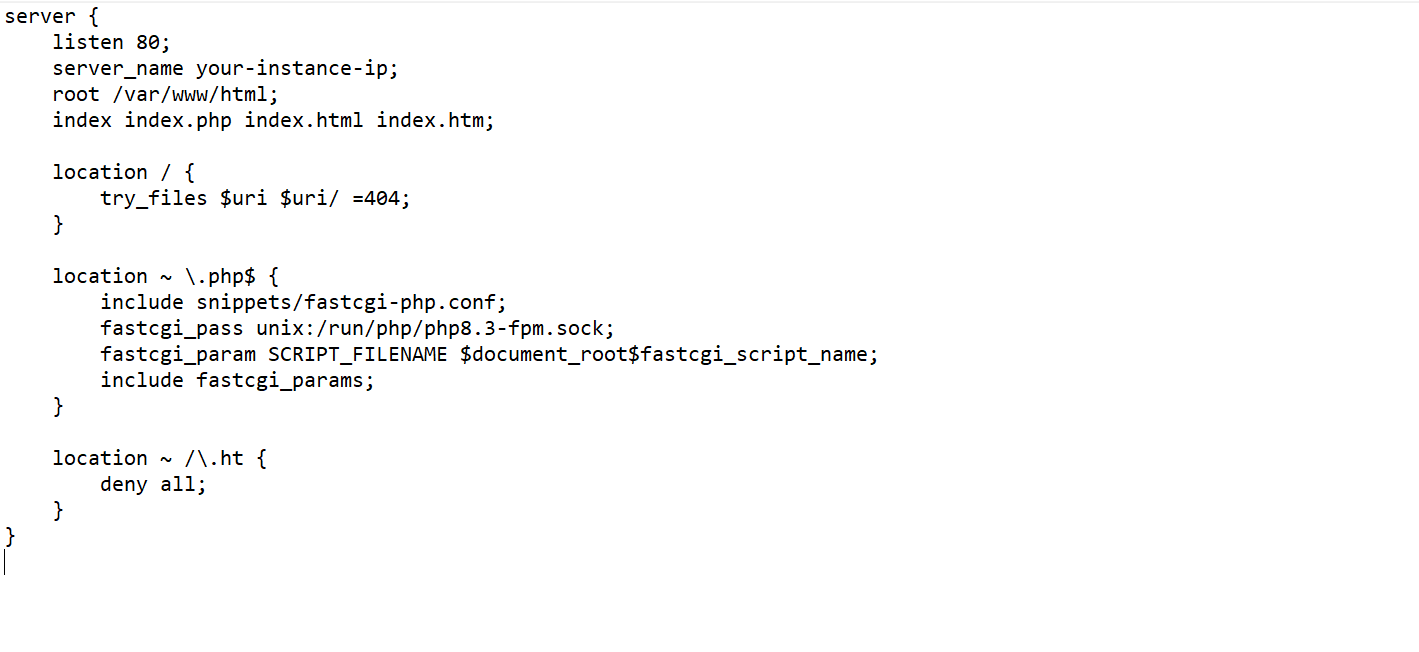 server {
    listen 80;
    server_name your-instance-ip;
    root /var/www/html;
    index index.php index.html index.htm;

    location / {
        try_files $uri $uri/ =404;
    }

    location ~ \.php$ {
        include snippets/fastcgi-php.conf;
        fastcgi_pass unix:/run/php/php8.3-fpm.sock;
        fastcgi_param SCRIPT_FILENAME $document_root$fastcgi_script_name;
        include fastcgi_params;
    }

    location ~ /\.ht {
        deny all;
    }
}